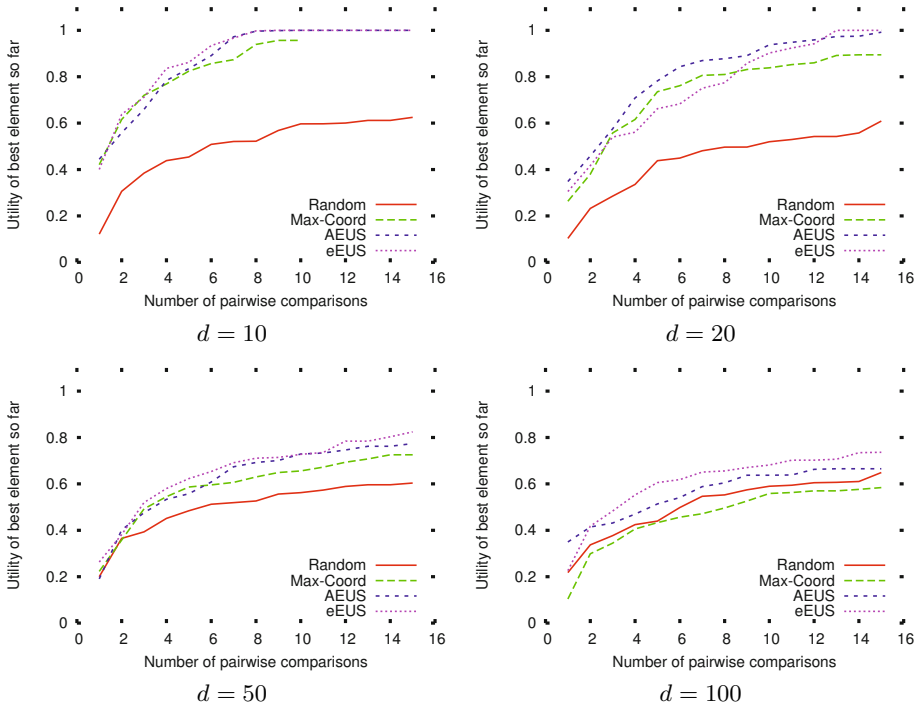 Utility of best element so far
1
0.8
0.6
0.4
0.2
0
Random
Max-Coord
AEUS
eEUS
0 2 4 6 8 10 12 14 16
Number of pairwise comparisons
d = 10
Utility of best element so far
1
0.8
0.6
0.4
0.2
0
Random
Max-Coord
AEUS
eEUS
0 2 4 6 8 10 12 14 16
Number of pairwise comparisons
d = 20
Utility of best element so far
1
0.8
0.6
0.4
0.2
0
Random
Max-Coord
AEUS
eEUS
0 2 4 6 8 10 12 14 16
Number of pairwise comparisons
d = 50
Utility of best element so far
1
0.8
0.6
0.4
0.2
0
Random
Max-Coord
AEUS
eEUS
0 2 4 6 8 10 12 14 16
Number of pairwise comparisons
d = 100